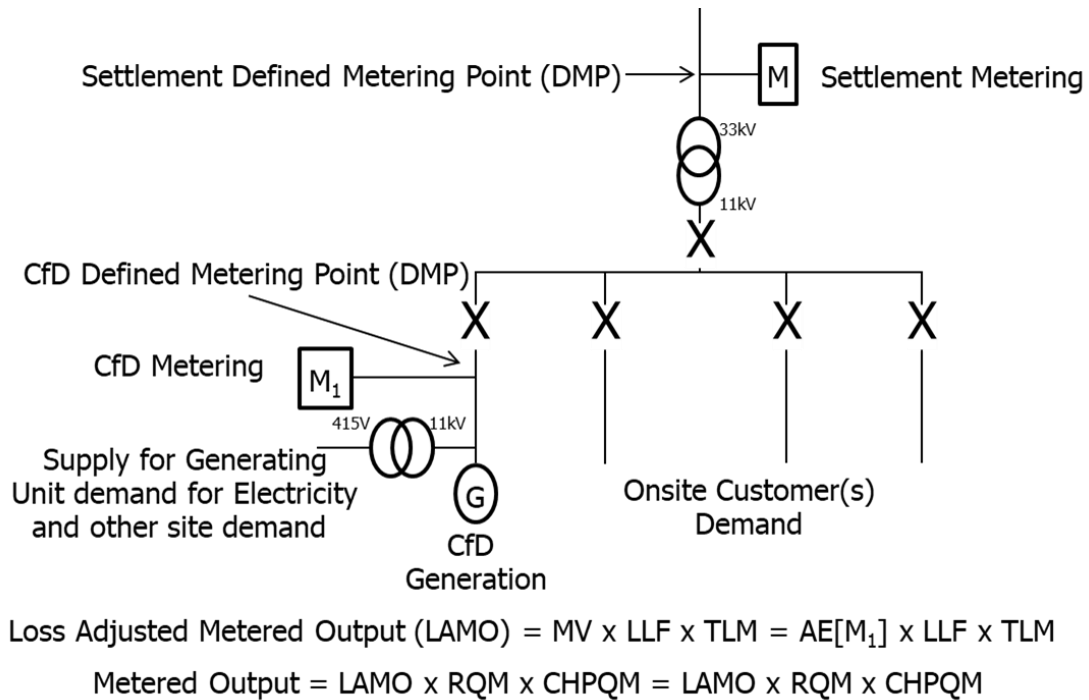 Settlement Defined Metering Point (DMP)
M
Settlement Metering
33kV
11kV
X
CfD Defined Metering Point (DMP)
X
X
X
X
CfD Metering
M₁
415V
11kV
Supply for Generating
Unit demand for Electricity
and other site demand
G
CfD
Generation
Onsite Customer(s)
Demand
Loss Adjusted Metered Output (LAMO) = MV x LLF x TLM = AE[M₁] x LLF x TLM
Metered Output = LAMO x RQM x CHPQM = LAMO x RQM x CHPQM